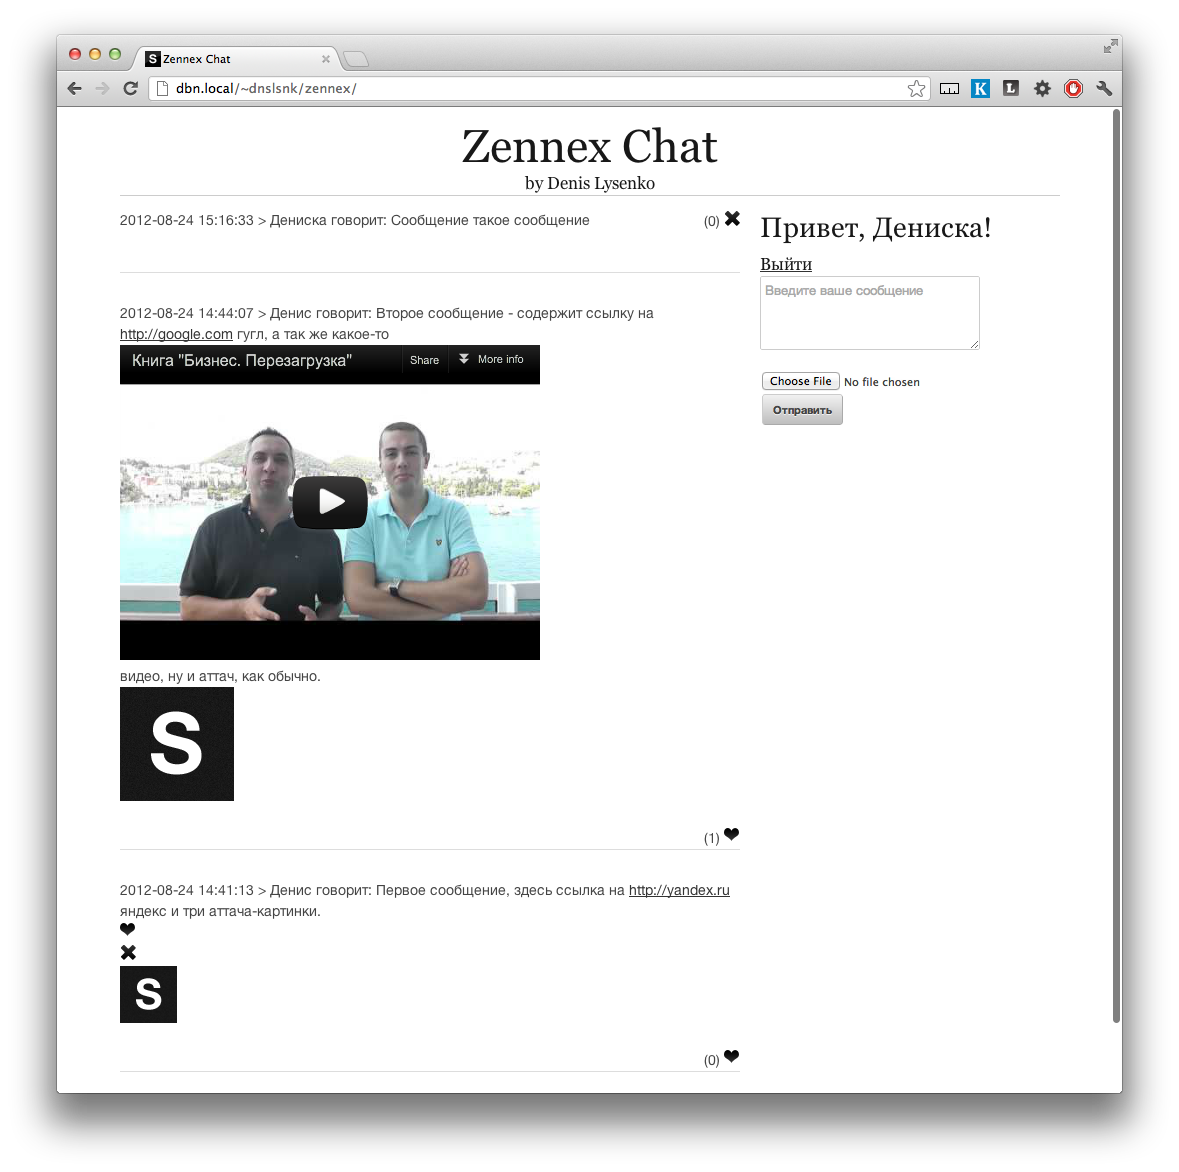 S Zennex Chat
dbn.local/~dnslsnk/zennex/
K
L
Zennex Chat
by Denis Lysenko
2012-08-24 15:16:33 > Дениска говорит: Сообщение такое сообщение
(0)
Привет, Дениска!
Выйти
Введите ваше сообщение
Choose File No file chosen
Отправить
2012-08-24 14:44:07 > Денис говорит: Второе сообщение - содержит ссылку на
http://google.com гугл, а так же какое-то
Книга "Бизнес. Перезагрузка" Share More info
видео, ну и аттач, как обычно.
S
(1)
2012-08-24 14:41:13 > Денис говорит: Первое сообщение, здесь ссылка на http://yandex.ru
яндекс и три аттача-картинки.
S
(0)